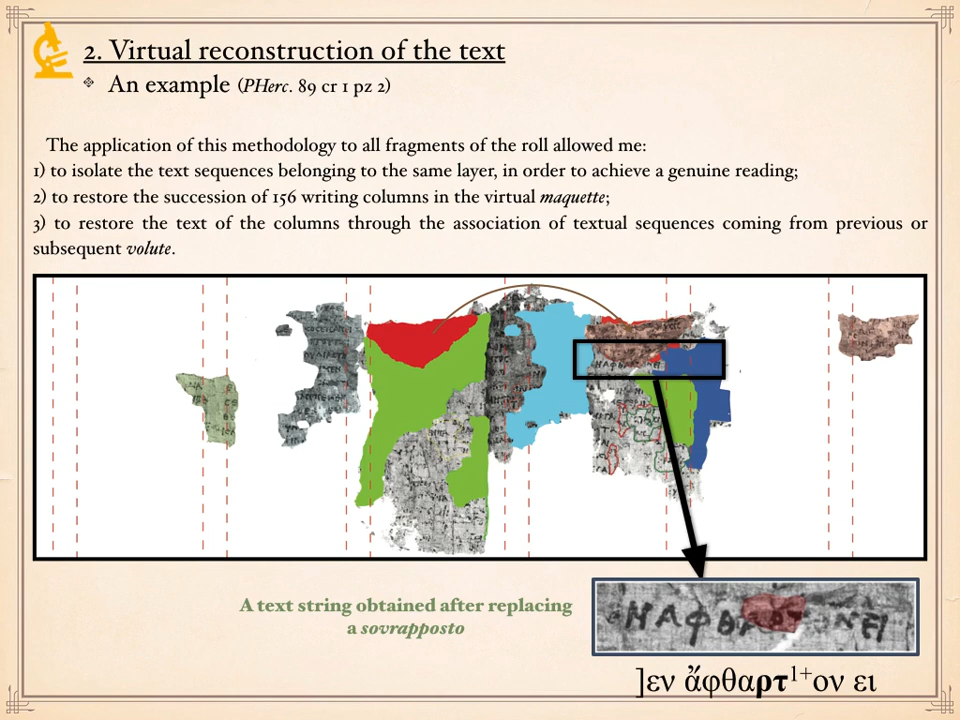 2. Virtual reconstruction of the text
An example (PHerc. 89 cr 1 pz 2)
The application of this methodology to all fragments of the roll allowed me:
1) to isolate the text sequences belonging to the same layer, in order to achieve a genuine reading;
2) to restore the succession of 156 writing columns in the virtual maquette;
3) to restore the text of the columns through the association of textual sequences coming from previous or
subsequent volute.
A text string obtained after replacing
a sovrapposto
]εν ἄφθαρτ¹⁺ον ει